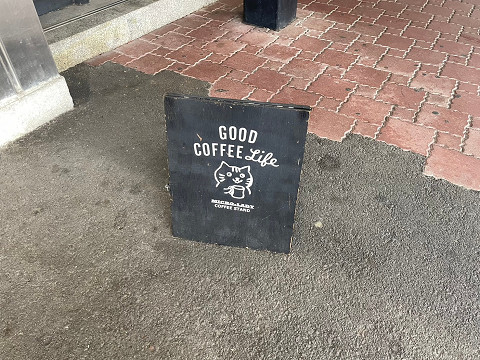 GOOD
COFFEE Life
MICRO-LADY
COFFEE STAND